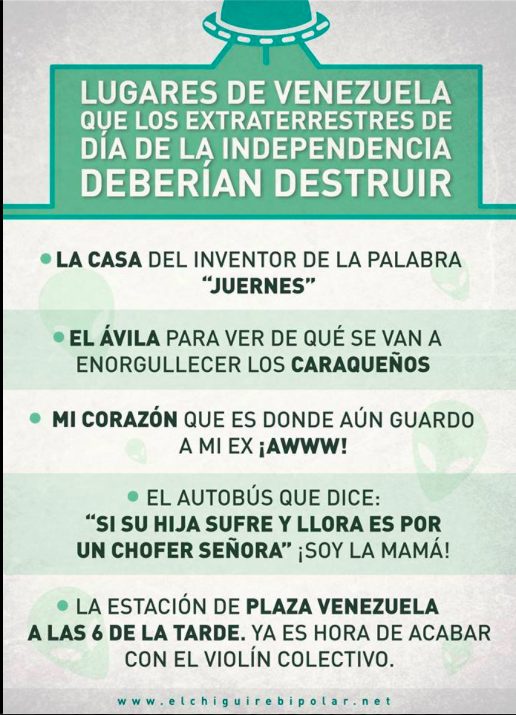 LUGARES DE VENEZUELA
QUE LOS EXTRATERRESTRES DE
DÍA DE LA INDEPENDENCIA
DEBERÍAN DESTRUIR
• LA CASA DEL INVENTOR DE LA PALABRA
“JUERNES”
• EL ÁVILA PARA VER DE QUÉ SE VAN A
ENORGULLECER LOS CARAQUEÑOS
• MI CORAZÓN QUE ES DONDE AÚN GUARDO
A MI EX ¡AWWW!
• EL AUTOBÚS QUE DICE:
“SI SU HIJA SUFRE Y LLORA ES POR
UN CHOFER SEÑORA” ¡SOY LA MAMÁ!
• LA ESTACIÓN DE PLAZA VENEZUELA
A LAS 6 DE LA TARDE. YA ES HORA DE ACABAR
CON EL VIOLÍN COLECTIVO.
www.elchiguirebipolar.net